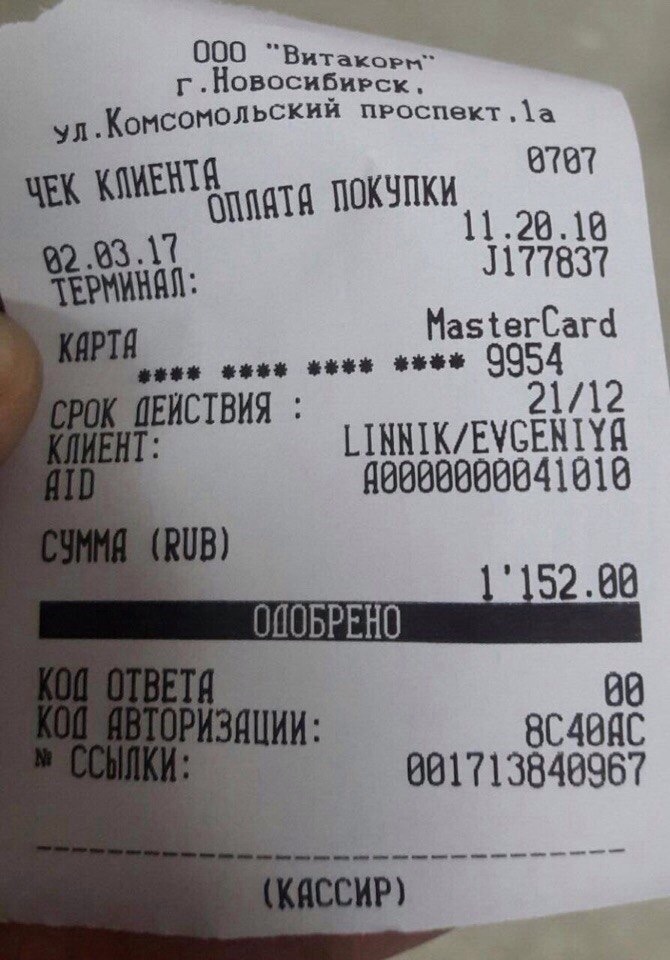 ООО "Витакорм"
г.Новосибирск,
ул.Комсомольский проспект,1а
ЧЕК КЛИЕНТА 0707
ОПЛАТА ПОКУПКИ
02.03.17 11.20.10
ТЕРМИНАЛ: J177837
КАРТА MasterCard
**** **** **** **** 9954
СРОК ДЕЙСТВИЯ : 21/12
КЛИЕНТ: LINNIK/EVGENIYA
AID A0000000041010
СУММА (RUB)
1'152.00
ОДОБРЕНО
КОД ОТВЕТА 00
КОД АВТОРИЗАЦИИ: 8C40AC
№ ССЫЛКИ: 001713840967
(КАССИР)